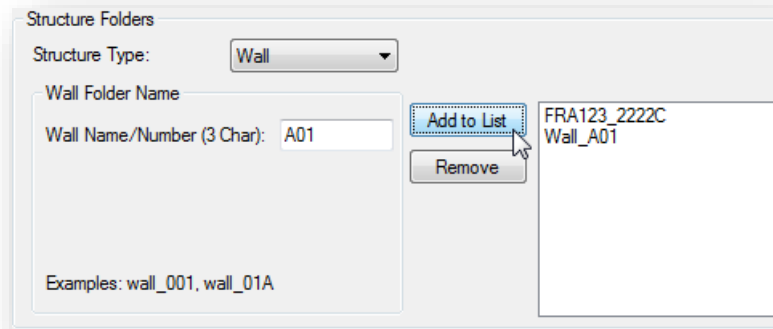 Structure Folders
Structure Type: Wall
Wall Folder Name
Wall Name/Number (3 Char): A01
Add to List
Remove
FRA123_2222C
Wall_A01
Examples: wall_001, wall_01A